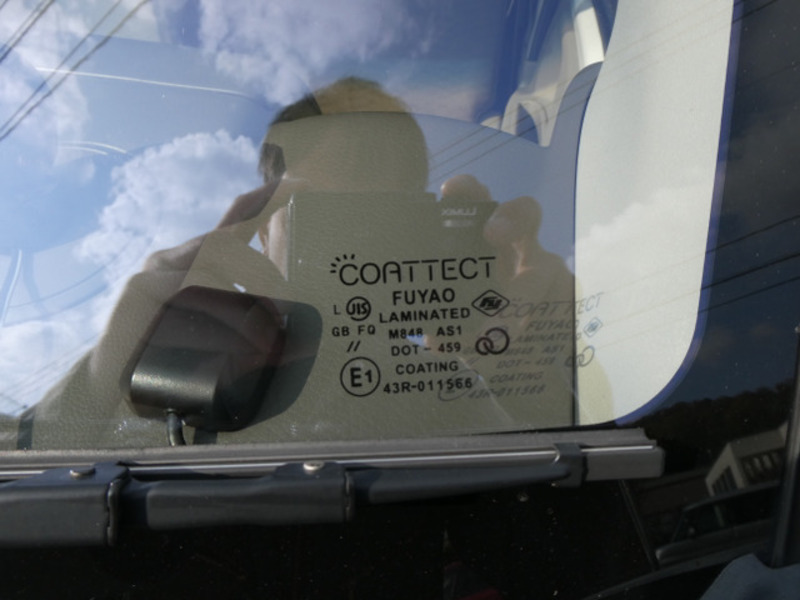 COATTECT
FUYAO
L JIS LAMINATED
GB FQ M848 AS1
// DOT-459
COATING
E1 43R-011566